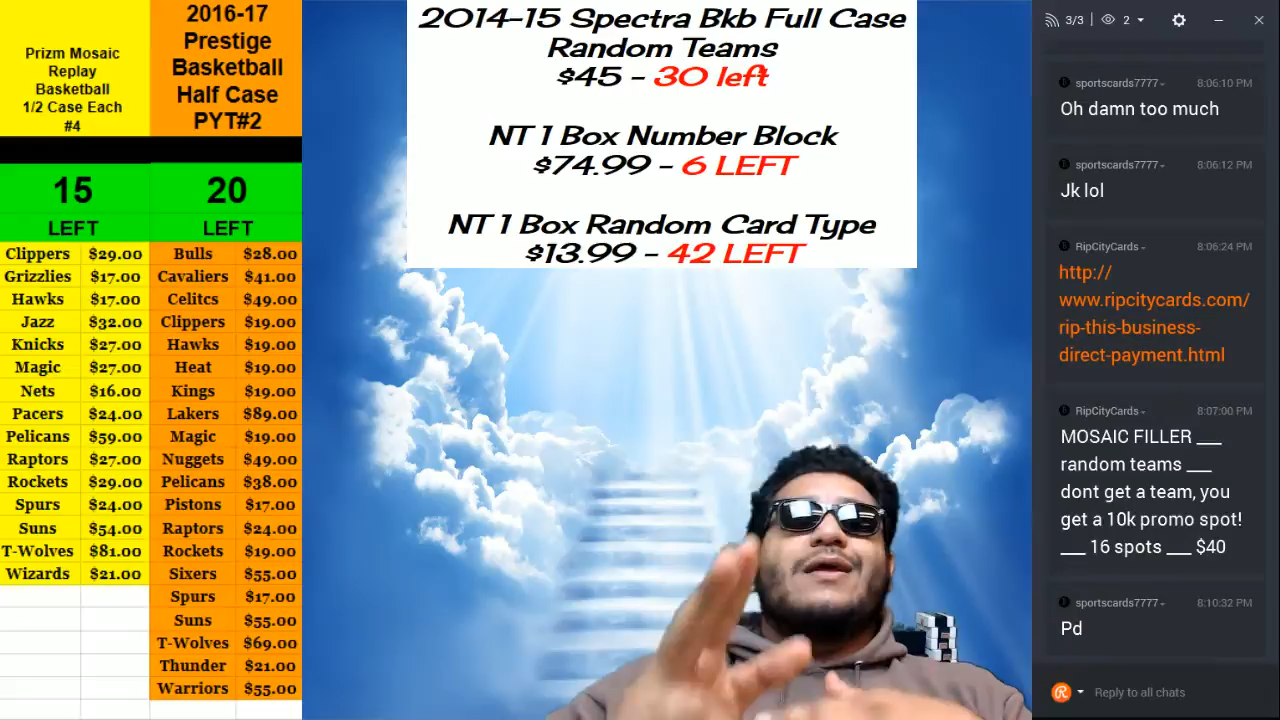 Prizm Mosaic
Replay
Basketball
1/2 Case Each
#4
15
LEFT
Clippers $29.00
Grizzlies $17.00
Hawks $17.00
Jazz $32.00
Knicks $27.00
Magic $27.00
Nets $16.00
Pacers $24.00
Pelicans $59.00
Raptors $27.00
Rockets $29.00
Spurs $24.00
Suns $54.00
T-Wolves $81.00
Wizards $21.00
2016-17
Prestige
Basketball
Half Case
PYT#2
20
LEFT
Bulls $28.00
Cavaliers $41.00
Celitcs $49.00
Clippers $19.00
Hawks $19.00
Heat $19.00
Kings $19.00
Lakers $89.00
Magic $19.00
Nuggets $49.00
Pelicans $38.00
Pistons $17.00
Raptors $24.00
Rockets $19.00
Sixers $55.00
Spurs $17.00
Suns $55.00
T-Wolves $69.00
Thunder $21.00
Warriors $55.00
2014-15 Spectra Bkb Full Case
Random Teams
$45 - 30 left
NT 1 Box Number Block
$74.99 - 6 LEFT
NT 1 Box Random Card Type
$13.99 - 42 LEFT
3/3 2
sportscards7777 8:06:10 PM
Oh damn too much
sportscards7777 8:06:12 PM
Jk lol
RipCityCards 8:06:24 PM
http://
www.ripcitycards.com/
rip-this-business-
direct-payment.html
RipCityCards 8:07:00 PM
MOSAIC FILLER ___
random teams ___
dont get a team, you
get a 10k promo spot!
___ 16 spots ___ $40
sportscards7777 8:10:32 PM
Pd
Reply to all chats